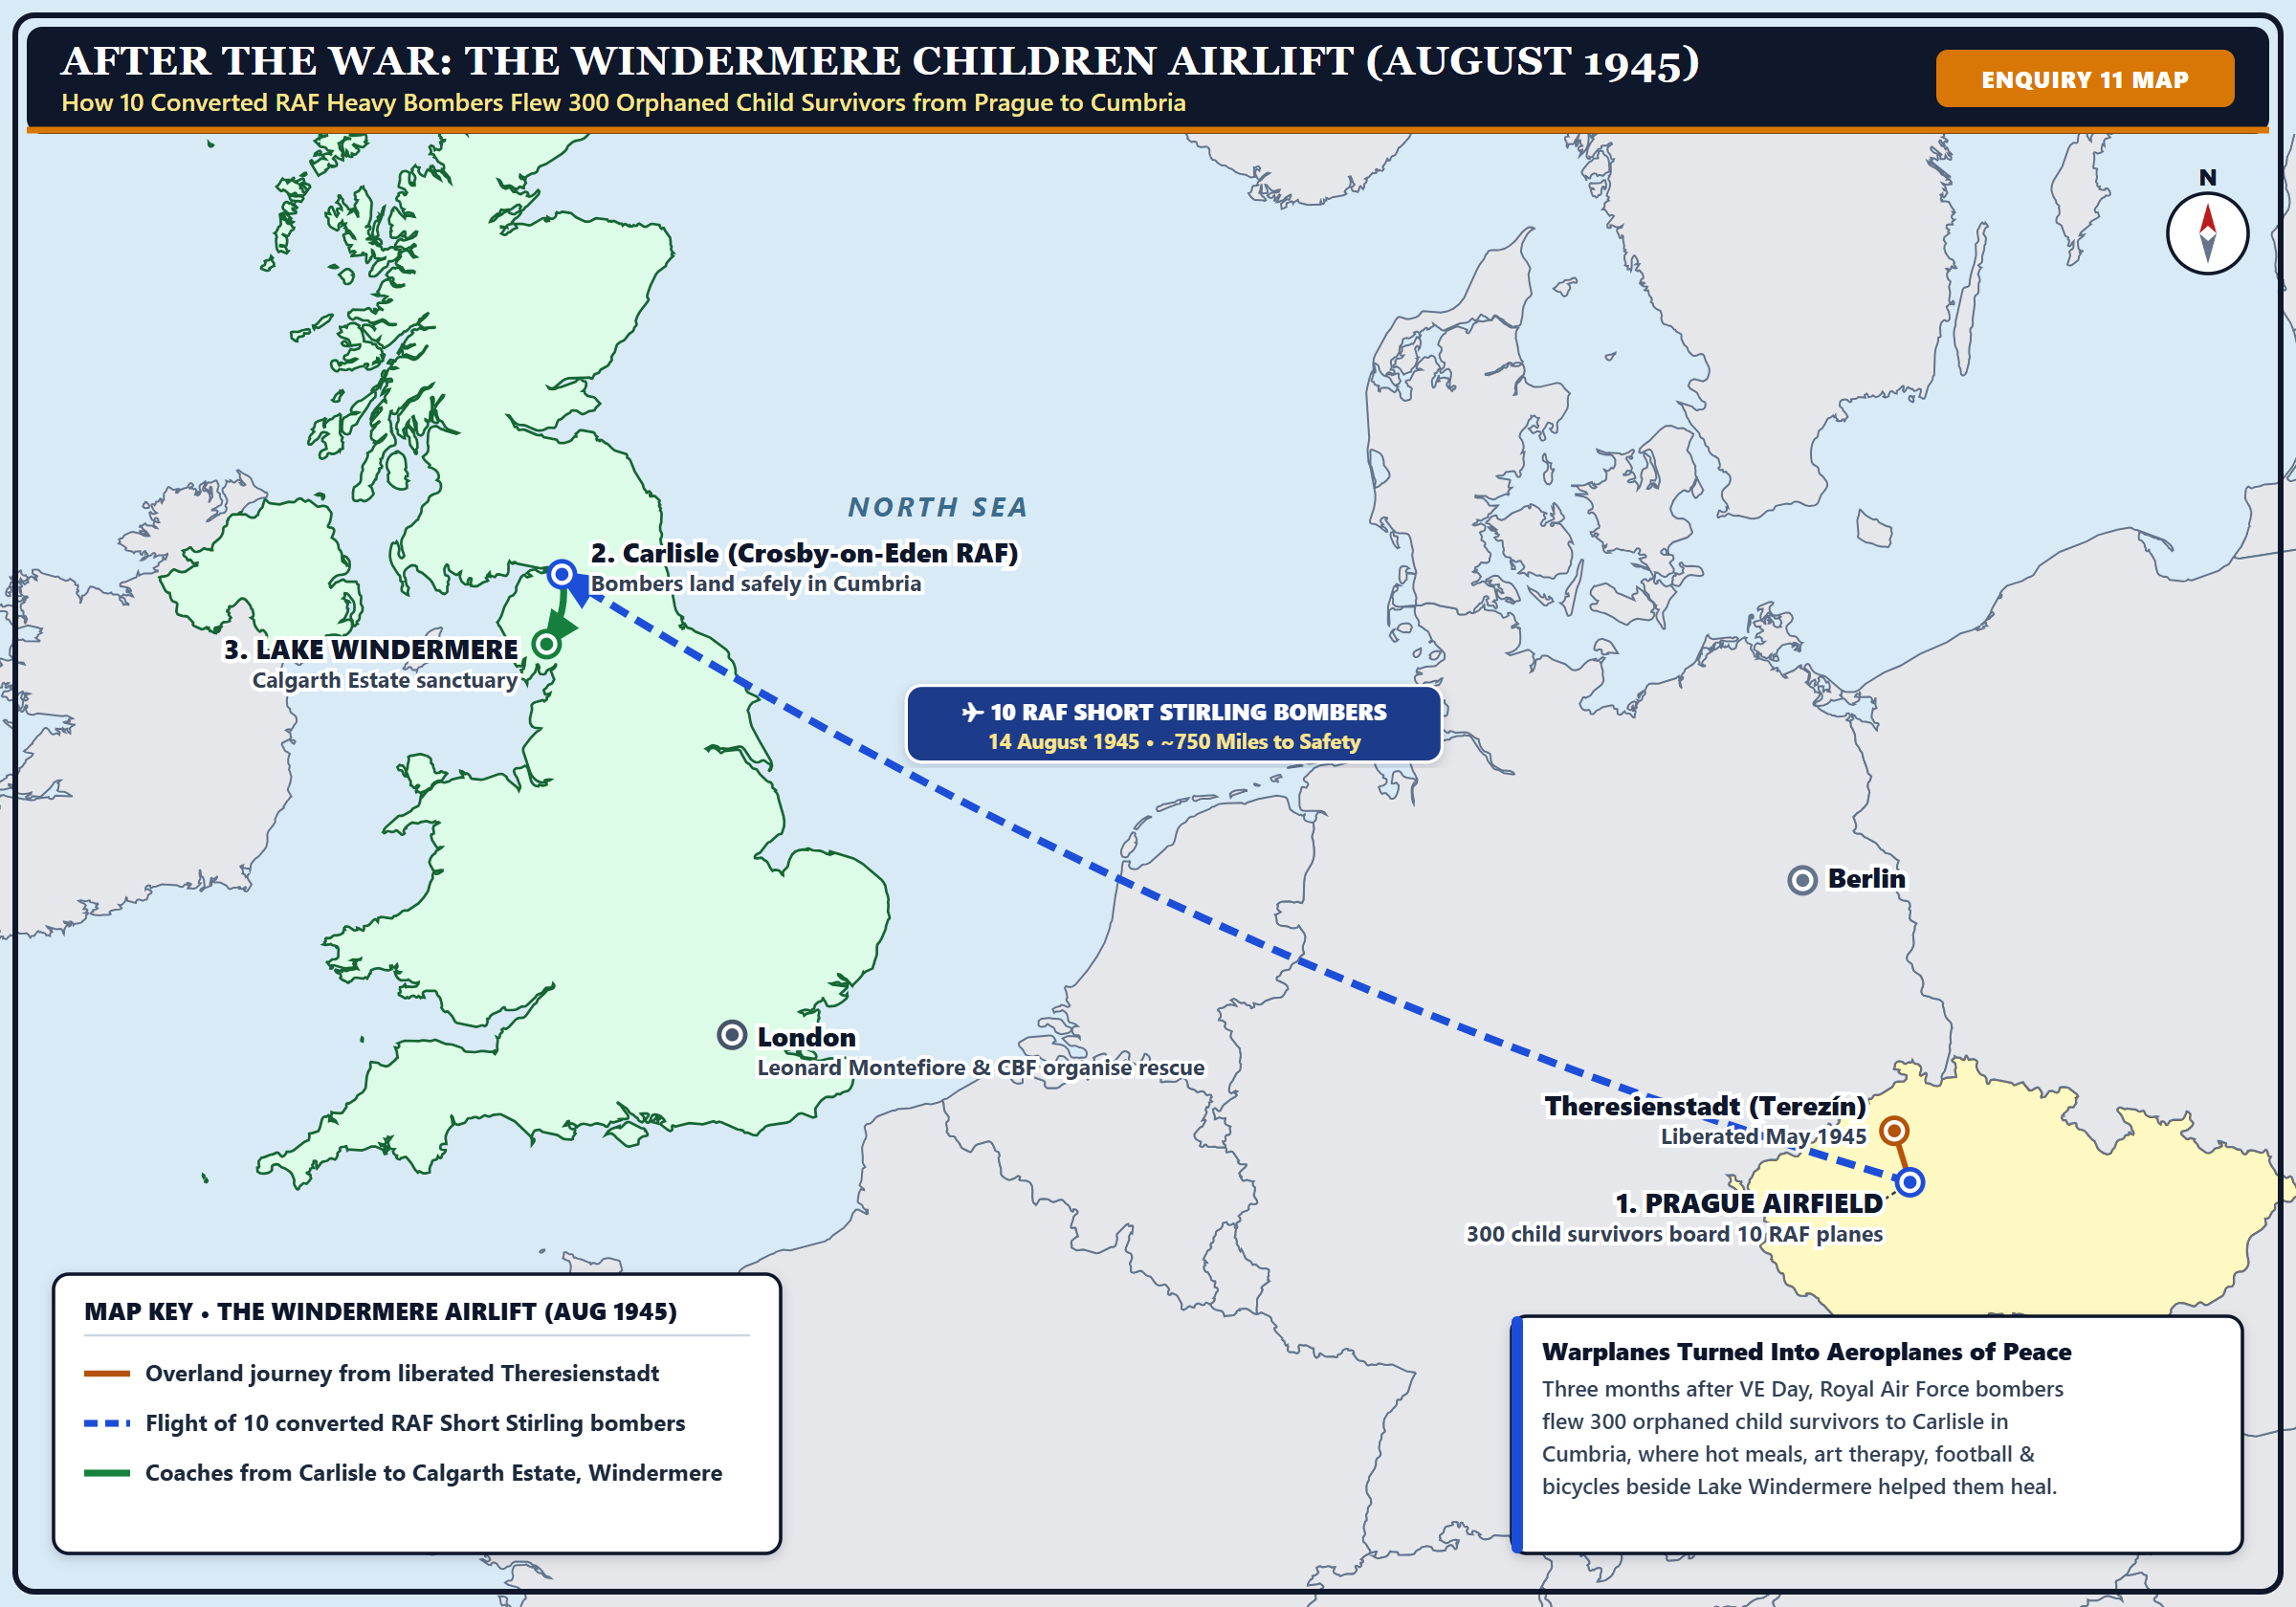 AFTER THE WAR: THE WINDERMERE CHILDREN AIRLIFT (AUGUST 1945)
How 10 Converted RAF Heavy Bombers Flew 300 Orphaned Child Survivors from Prague to Cumbria
ENQUIRY 11 MAP
N
NORTH SEA
2. Carlisle (Crosby-on-Eden RAF)
Bombers land safely in Cumbria
3. LAKE WINDERMERE
Calgarth Estate sanctuary
✈ 10 RAF SHORT STIRLING BOMBERS
14 August 1945 • ~750 Miles to Safety
Berlin
London
Leonard Montefiore & CBF organise rescue
Theresienstadt (Terezín)
Liberated May 1945
1. PRAGUE AIRFIELD
300 child survivors board 10 RAF planes
MAP KEY • THE WINDERMERE AIRLIFT (AUG 1945)
Overland journey from liberated Theresienstadt
Flight of 10 converted RAF Short Stirling bombers
Coaches from Carlisle to Calgarth Estate, Windermere
Warplanes Turned Into Aeroplanes of Peace
Three months after VE Day, Royal Air Force bombers
flew 300 orphaned child survivors to Carlisle in
Cumbria, where hot meals, art therapy, football &
bicycles beside Lake Windermere helped them heal.